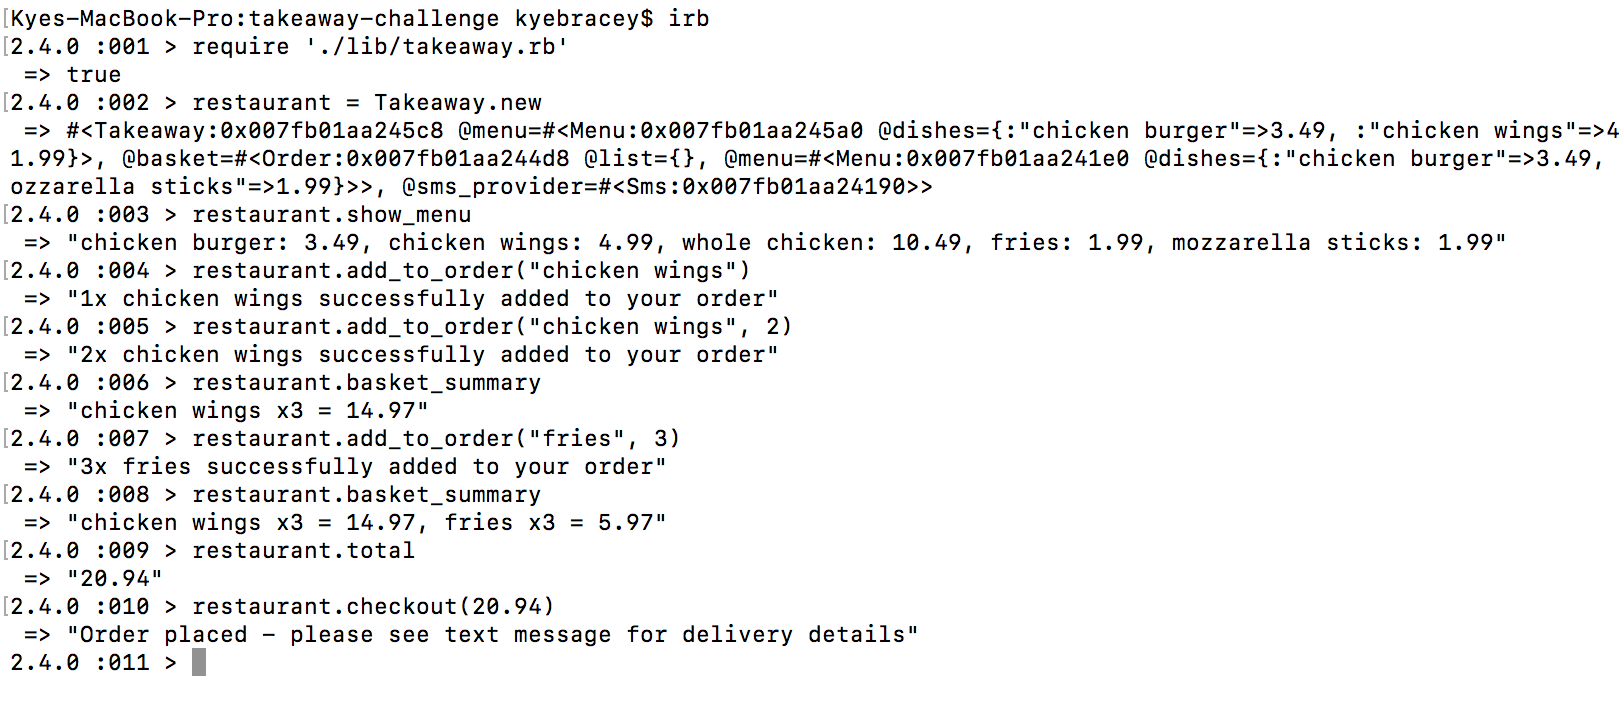 [Kyes-MacBook-Pro:takeaway-challenge kyebracey$ irb
[2.4.0 :001 > require './lib/takeaway.rb'
 => true
[2.4.0 :002 > restaurant = Takeaway.new
 => #<Takeaway:0x007fb01aa245c8 @menu=#<Menu:0x007fb01aa245a0 @dishes={:"chicken burger"=>3.49, :"chicken wings"=>4
1.99}>, @basket=#<Order:0x007fb01aa244d8 @list={}, @menu=#<Menu:0x007fb01aa241e0 @dishes={:"chicken burger"=>3.49,
ozzarella sticks"=>1.99}>>, @sms_provider=#<Sms:0x007fb01aa24190>>
[2.4.0 :003 > restaurant.show_menu
 => "chicken burger: 3.49, chicken wings: 4.99, whole chicken: 10.49, fries: 1.99, mozzarella sticks: 1.99"
[2.4.0 :004 > restaurant.add_to_order("chicken wings")
 => "1x chicken wings successfully added to your order"
[2.4.0 :005 > restaurant.add_to_order("chicken wings", 2)
 => "2x chicken wings successfully added to your order"
[2.4.0 :006 > restaurant.basket_summary
 => "chicken wings x3 = 14.97"
[2.4.0 :007 > restaurant.add_to_order("fries", 3)
 => "3x fries successfully added to your order"
[2.4.0 :008 > restaurant.basket_summary
 => "chicken wings x3 = 14.97, fries x3 = 5.97"
[2.4.0 :009 > restaurant.total
 => "20.94"
[2.4.0 :010 > restaurant.checkout(20.94)
 => "Order placed - please see text message for delivery details"
2.4.0 :011 >